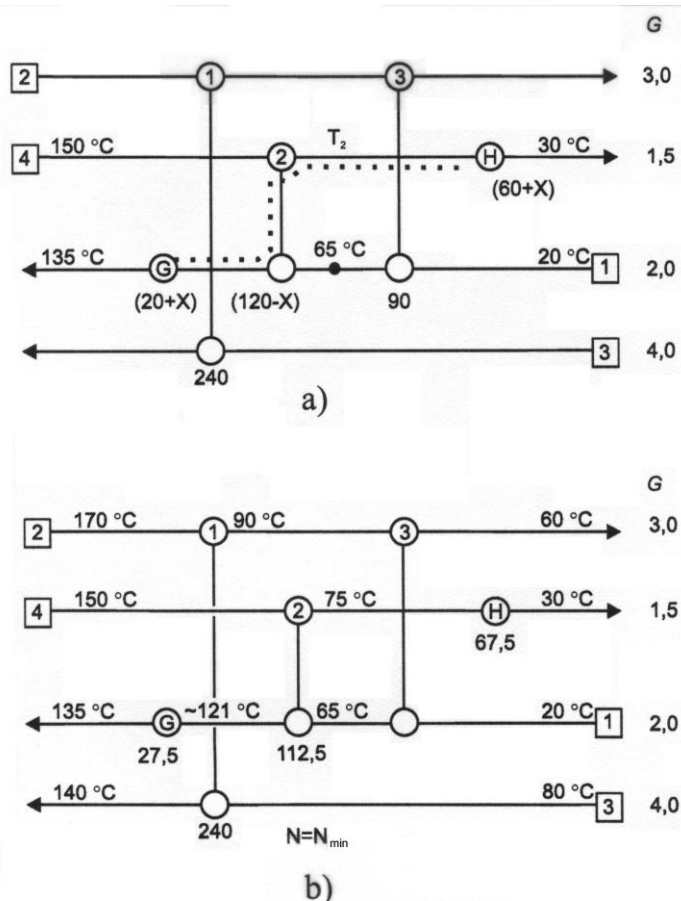 G
2 1 3 3,0
4 150 °C 2 T2 H 30 °C 1,5
(60+X)
135 °C G 65 °C 20 °C 1 2,0
(20+X) (120-X) 90
3 4,0
240
a)
G
2 170 °C 1 90 °C 3 60 °C 3,0
4 150 °C 2 75 °C H 30 °C 1,5
67,5
135 °C G ~121 °C 65 °C 20 °C 1 2,0
27,5 112,5
140 °C 80 °C 3 4,0
240 N=Nmin
b)